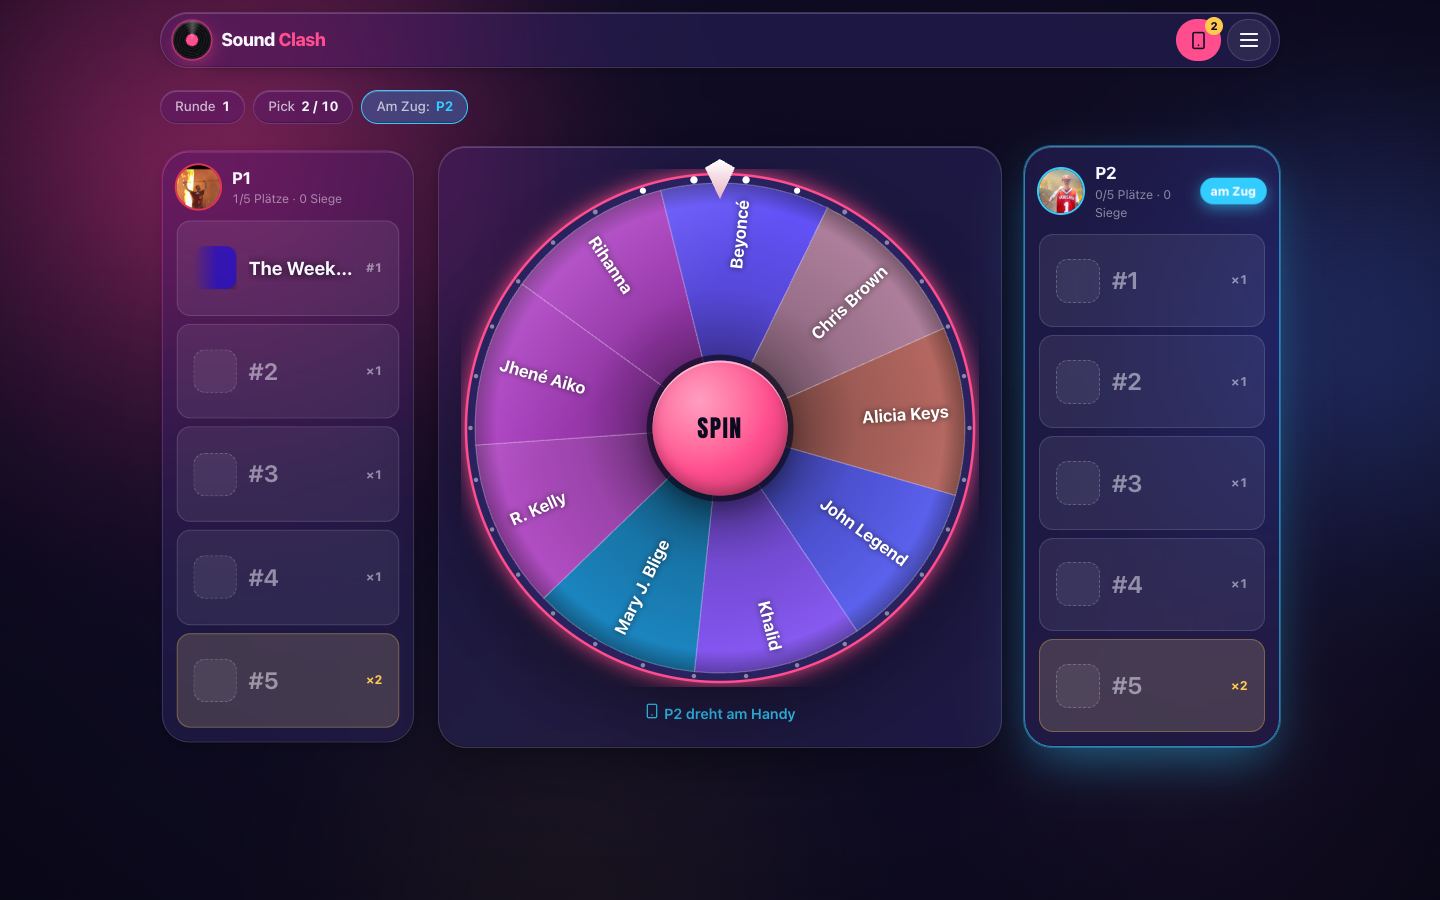 Sound Clash
2
Runde 1
Pick 2 / 10
Am Zug: P2
P1
1/5 Plätze · 0 Siege
The Week... #1
#2 ×1
#3 ×1
#4 ×1
#5 ×2
Beyoncé
Chris Brown
Alicia Keys
John Legend
Khalid
Mary J. Blige
R. Kelly
Jhené Aiko
Rihanna
SPIN
P2 dreht am Handy
P2
0/5 Plätze · 0
Siege
am Zug
#1 ×1
#2 ×1
#3 ×1
#4 ×1
#5 ×2